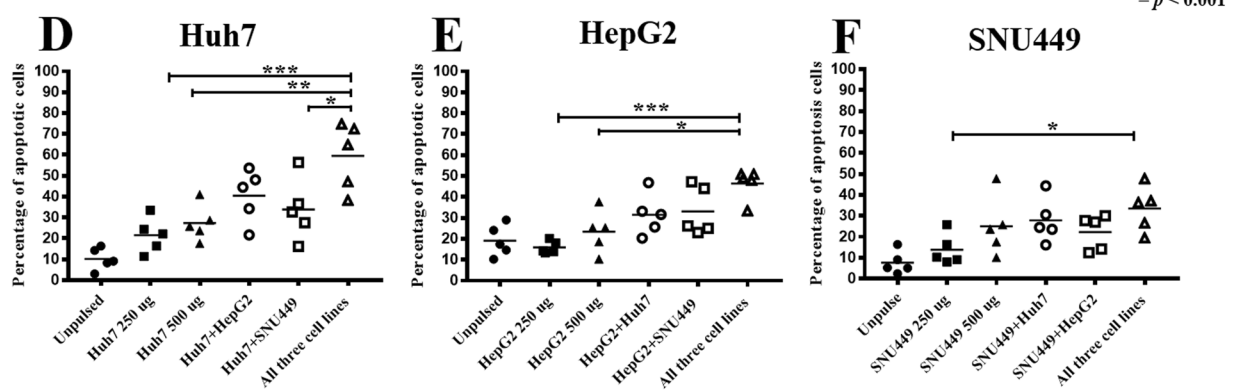 = p < 0.001
D
Huh7
Percentage of apoptotic cells
100
90
80
70
60
50
40
30
20
10
0
***
**
*
Unpulsed
Huh7 250 ug
Huh7 500 ug
Huh7+HepG2
Huh7+SNU449
All three cell lines
E
HepG2
Percentage of apoptotic cells
100
90
80
70
60
50
40
30
20
10
0
***
*
Unpulsed
HepG2 250 ug
HepG2 500 ug
HepG2+Huh7
HepG2+SNU449
All three cell lines
F
SNU449
Percentage of apoptosis cells
100
90
80
70
60
50
40
30
20
10
0
*
Unpulse
SNU449 250 ug
SNU449 500 ug
SNU449+Huh7
SNU449+HepG2
All three cell lines